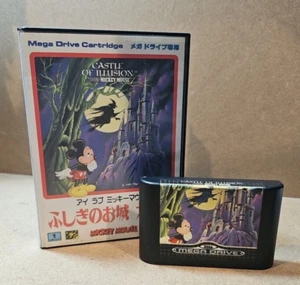 Mega Drive Cartridge メガドライブ専用
CASTLE
OF ILLUSION
STARRING MICKEY MOUSE
アイ ラブ ミッキーマウ
ふしぎのお城
MICKEY MOUSE
MEGA DRIVE